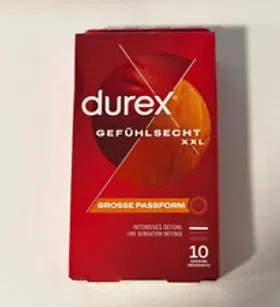 durex
GEFÜHLSECHT
XXL
GROSSE PASSFORM
INTENSIVES GEFÜHL
UNE SENSATION INTENSE
10